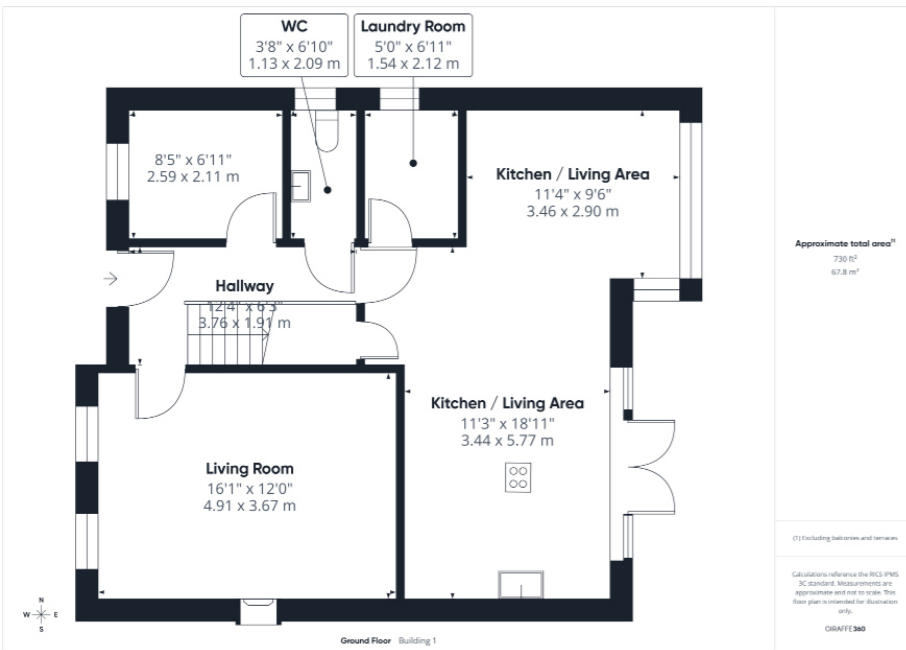 WC
3'8" x 6'10"
1.13 x 2.09 m
Laundry Room
5'0" x 6'11"
1.54 x 2.12 m
8'5" x 6'11"
2.59 x 2.11 m
Kitchen / Living Area
11'4" x 9'6"
3.46 x 2.90 m
Hallway
12'4" x 6'3"
3.76 x 1.91 m
Kitchen / Living Area
11'3" x 18'11"
3.44 x 5.77 m
Living Room
16'1" x 12'0"
4.91 x 3.67 m
N
W E
S
Ground Floor Building 1
Approximate total area⁽¹⁾
730 ft²
67.8 m²
(1) Excluding balconies and terraces
Calculations reference the RICS IPMS
3C standard. Measurements are
approximate and not to scale. This
floor plan is intended for illustration
only.
GIRAFFE360